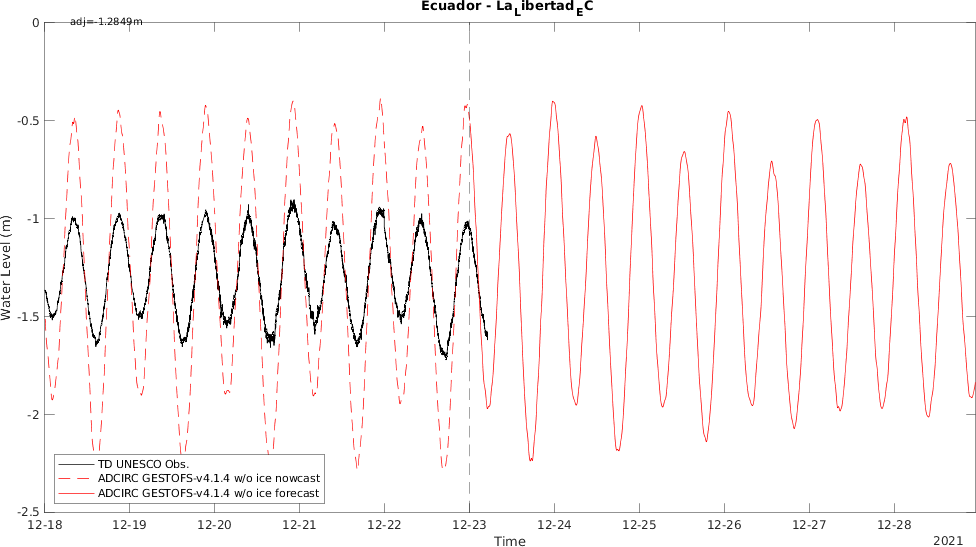 Ecuador - LaLibertadEC
adj=-1.2849m
0
-0.5
-1
-1.5
-2
-2.5
Water Level (m)
TD UNESCO Obs.
ADCIRC GESTOFS-v4.1.4 w/o ice nowcast
ADCIRC GESTOFS-v4.1.4 w/o ice forecast
12-18 12-19 12-20 12-21 12-22 12-23 12-24 12-25 12-26 12-27 12-28
Time
2021